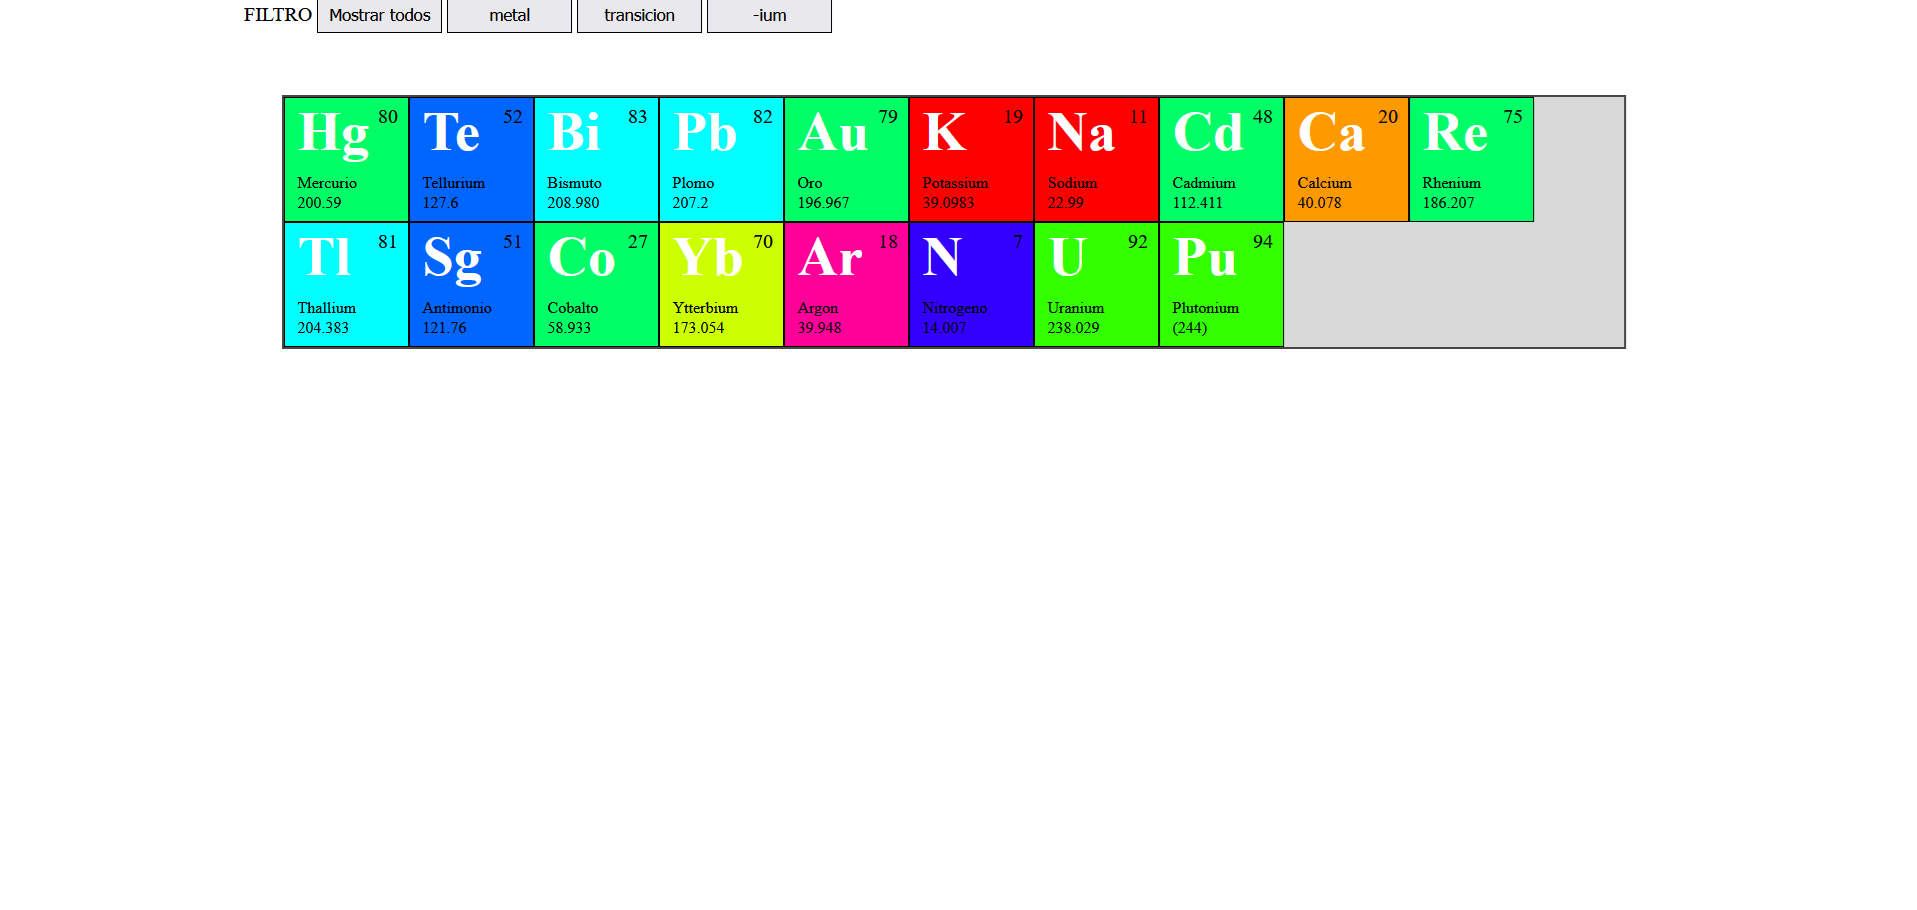 FILTRO Mostrar todos metal transicion -ium
Hg 80 Te 52 Bi 83 Pb 82 Au 79 K 19 Na 11 Cd 48 Ca 20 Re 75
Mercurio Tellurium Bismuto Plomo Oro Potassium Sodium Cadmium Calcium Rhenium
200.59 127.6 208.980 207.2 196.967 39.0983 22.99 112.411 40.078 186.207
Tl 81 Sg 51 Co 27 Yb 70 Ar 18 N 7 U 92 Pu 94
Thallium Antimonio Cobalto Ytterbium Argon Nitrogeno Uranium Plutonium
204.383 121.76 58.933 173.054 39.948 14.007 238.029 (244)